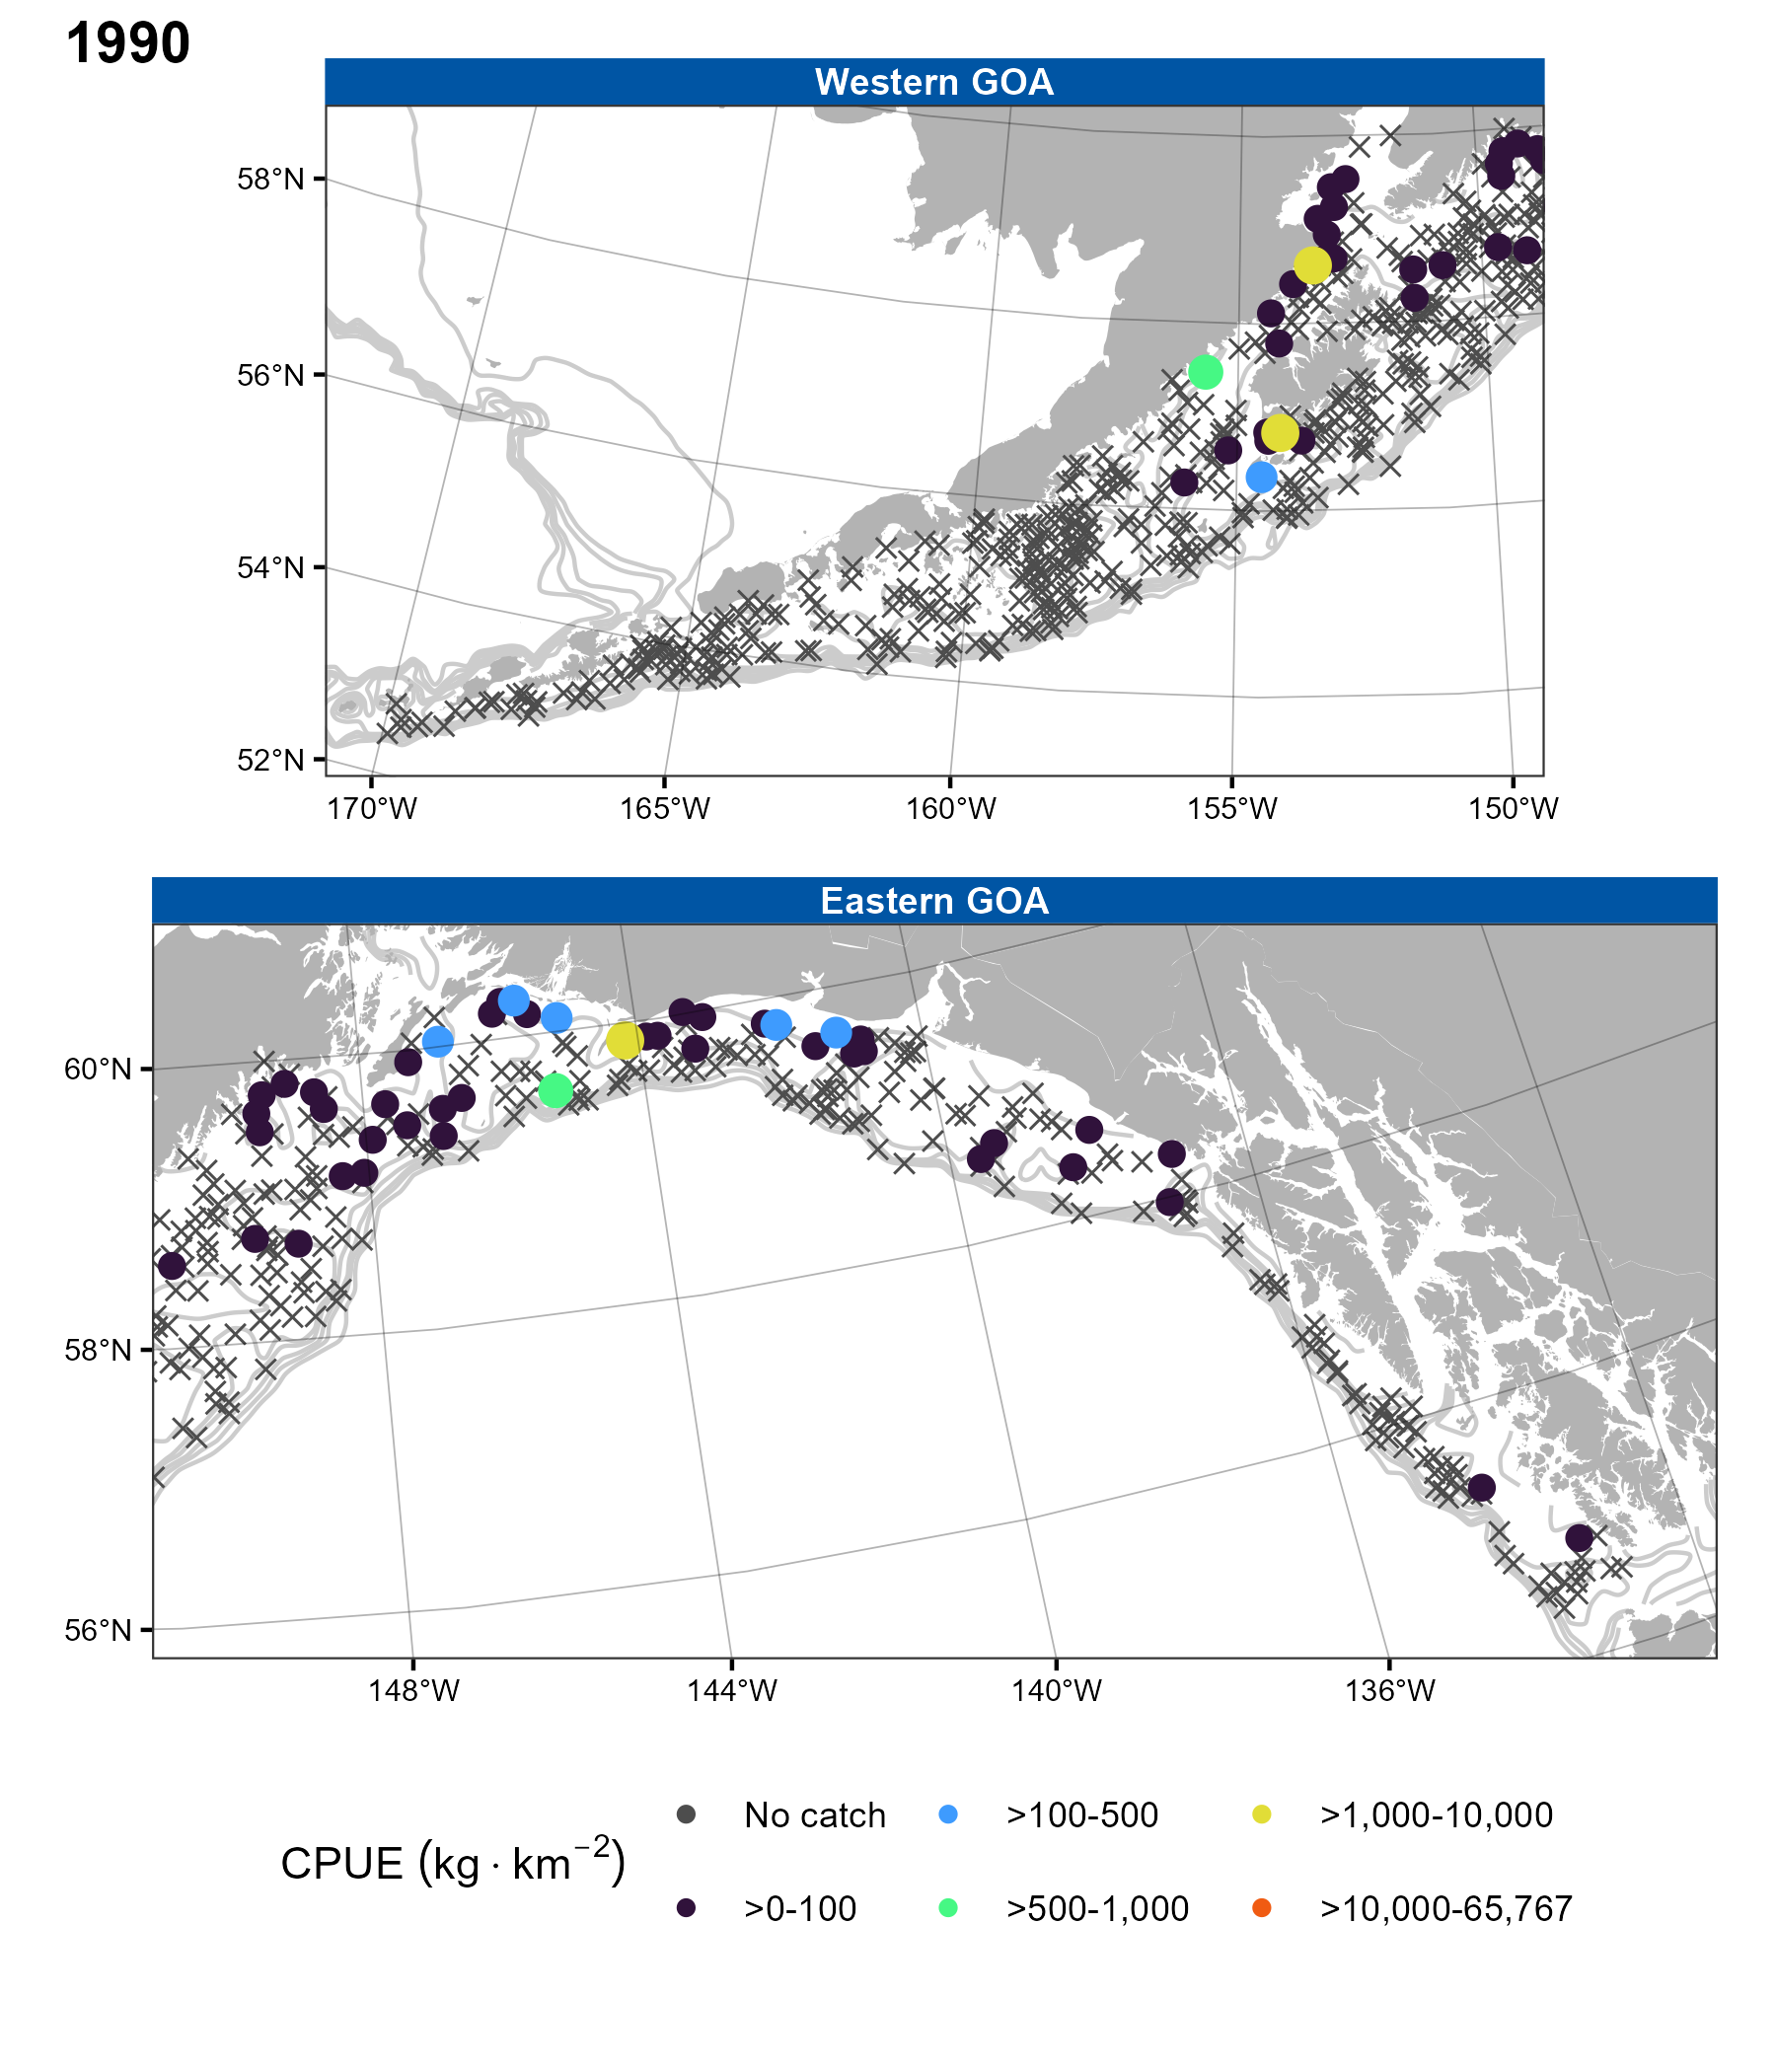 1990
Western GOA
58°N
56°N
54°N
52°N
170°W 165°W 160°W 155°W 150°W
Eastern GOA
60°N
58°N
56°N
148°W 144°W 140°W 136°W
CPUE (kg · km⁻²)
No catch >100-500 >1,000-10,000
>0-100 >500-1,000 >10,000-65,767